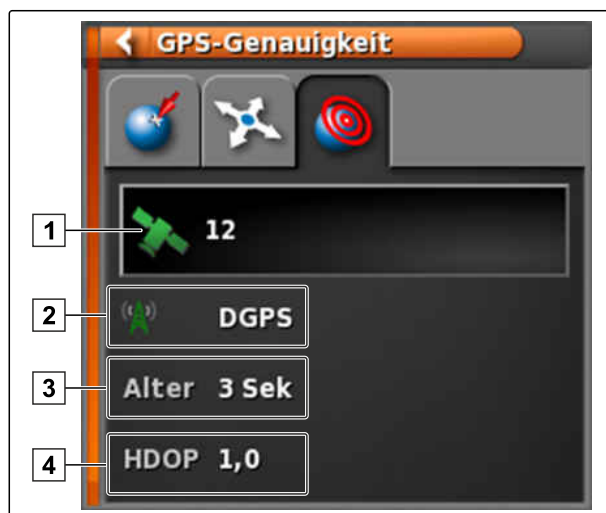 GPS-Genauigkeit
1 12
2 DGPS
3 Alter 3 Sek
4 HDOP 1,0